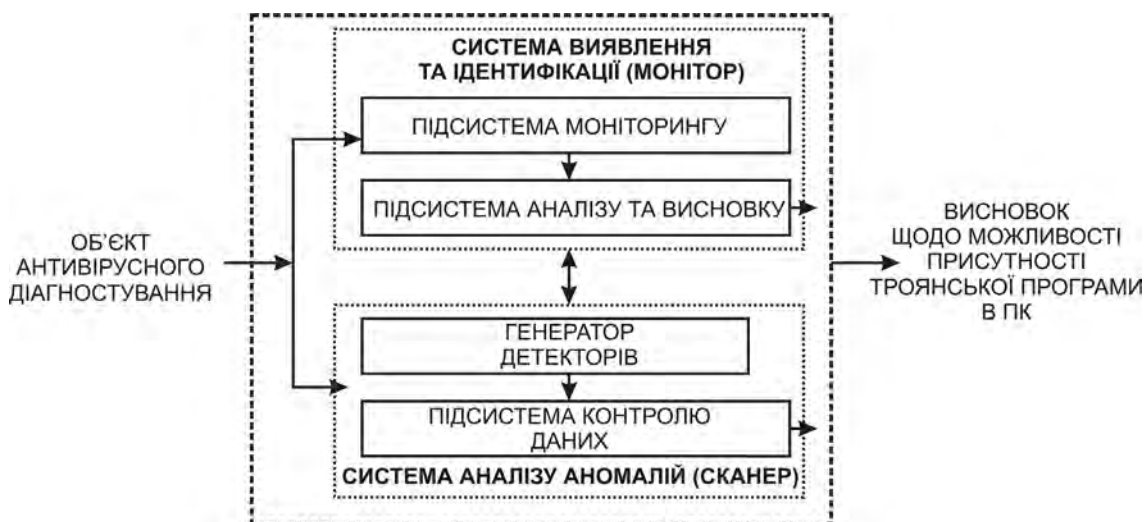 СИСТЕМА ВИЯВЛЕННЯ
ТА ІДЕНТИФІКАЦІЇ (МОНІТОР)
ПІДСИСТЕМА МОНІТОРИНГУ
ПІДСИСТЕМА АНАЛІЗУ ТА ВИСНОВКУ
ОБ’ЄКТ
АНТИВІРУСНОГО
ДІАГНОСТУВАННЯ
ГЕНЕРАТОР
ДЕТЕКТОРІВ
ПІДСИСТЕМА КОНТРОЛЮ
ДАНИХ
СИСТЕМА АНАЛІЗУ АНОМАЛІЙ (СКАНЕР)
ВИСНОВОК
ЩОДО МОЖЛИВОСТІ
ПРИСУТНОСТІ
ТРОЯНСЬКОЇ ПРОГРАМИ
В ПК